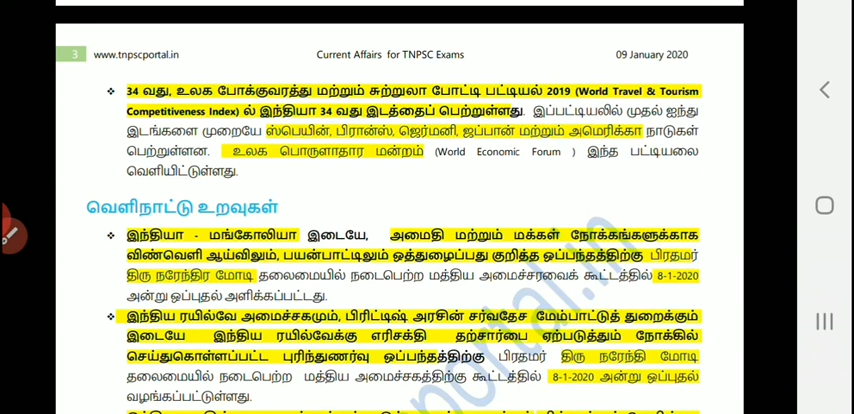 3 www.tnpscportal.in Current Affairs for TNPSC Exams 09 January 2020
❖ 34 வது, உலக போக்குவரத்து மற்றும் சுற்றுலா போட்டி பட்டியல் 2019 (World Travel & Tourism
Competitiveness Index) ல் இந்தியா 34 வது இடத்தைப் பெற்றுள்ளது. இப்பட்டியலில் முதல் ஐந்து
இடங்களை முறையே ஸ்பெயின், பிரான்ஸ், ஜெர்மனி, ஜப்பான் மற்றும் அமெரிக்கா நாடுகள்
பெற்றுள்ளன. உலக பொருளாதார மன்றம் (World Economic Forum ) இந்த பட்டியலை
வெளியிட்டுள்ளது.
வெளிநாட்டு உறவுகள்
❖ இந்தியா - மங்கோலியா இடையே, அமைதி மற்றும் மக்கள் நோக்கங்களுக்காக
விண்வெளி ஆய்விலும், பயன்பாட்டிலும் ஒத்துழைப்பது குறித்த ஒப்பந்தத்திற்கு பிரதமர்
திரு நரேந்திர மோடி தலைமையில் நடைபெற்ற மத்திய அமைச்சரவைக் கூட்டத்தில் 8-1-2020
அன்று ஒப்புதல் அளிக்கப்பட்டது.
❖ இந்திய ரயில்வே அமைச்சகமும், பிரிட்டிஷ் அரசின் சர்வதேச மேம்பாட்டுத் துறைக்கும்
இடையே இந்திய ரயில்வேக்கு எரிசக்தி தற்சார்பை ஏற்படுத்தும் நோக்கில்
செய்துகொள்ளப்பட்ட புரிந்துணர்வு ஒப்பந்தத்திற்கு பிரதமர் திரு நரேந்தி மோடி
தலைமையில் நடைபெற்ற மத்திய அமைச்சகத்திற்கு கூட்டத்தில் 8-1-2020 அன்று ஒப்புதல்
வழங்கப்பட்டுள்ளது.
portal.in